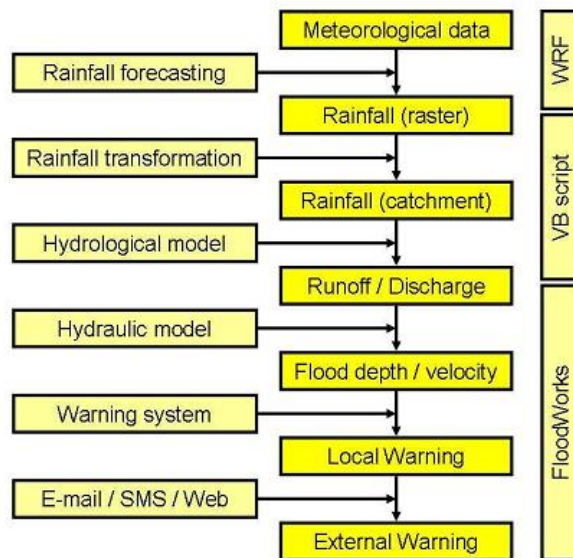 Meteorological data
Rainfall forecasting
Rainfall (raster)
Rainfall transformation
Rainfall (catchment)
Hydrological model
Runoff / Discharge
Hydraulic model
Flood depth / velocity
Warning system
Local Warning
E-mail / SMS / Web
External Warning
WRF
VB script
FloodWorks